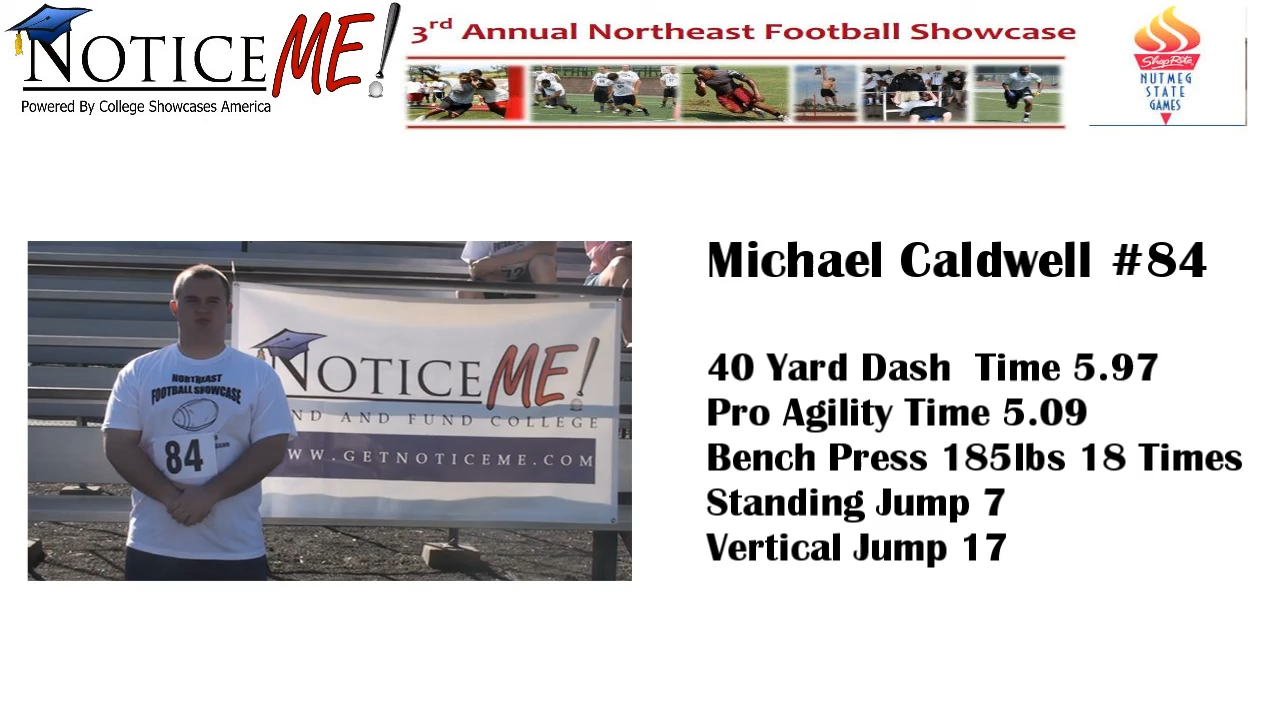 NOTICE ME!
Powered By College Showcases America
3rd Annual Northeast Football Showcase
ShopRite
NUTMEG
STATE
GAMES
Michael Caldwell #84
40 Yard Dash Time 5.97
Pro Agility Time 5.09
Bench Press 185lbs 18 Times
Standing Jump 7
Vertical Jump 17
NOTICE ME!
ND AND FUND COLLEGE
WW.GETNOTICEME.COM
NORTHEAST
FOOTBALL SHOWCASE
84